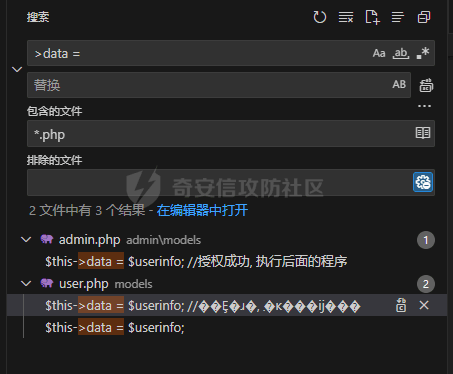 搜索
>data =
Aa ab .*
替换
AB
包含的文件
*.php
排除的文件
奇安信攻防社区
2 文件中有 3 个结果 - 在编辑器中打开
admin.php admin\models
1
$this->data = $userinfo; //授权成功, 执行后面的程序
user.php models
2
$this->data = $userinfo; //��Ȩ�ɹ�, ִ�к���ĳ���
$this->data = $userinfo;